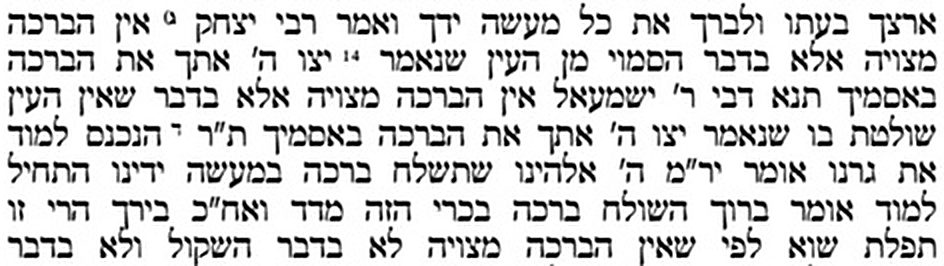 ארצך בעתו ולברך את כל מעשה ידך ואמר רבי יצחק אין הברכה
מצויה אלא בדבר הסמוי מן העין שנאמר 14 יצו ה׳ אתך את הברכה
באסמיך תנא דבי ר׳ ישמעאל אין הברכה מצויה אלא בדבר שאין העין
שולטת בו שנאמר יצו ה׳ אתך את הברכה באסמיך ת״ר ד הנכנס למוד
את גרנו אומר יר״מ ה׳ אלהינו שתשלח ברכה במעשה ידינו התחיל
למוד אומר ברוך השולח ברכה בכרי הזה מדד ואח״כ בירך הרי זו
תפלת שוא לפי שאין הברכה מצויה לא בדבר השקול ולא בדבר